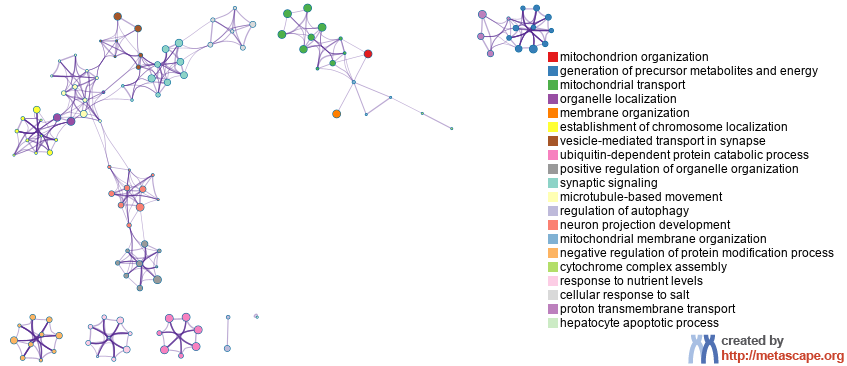 mitochondrion organization
generation of precursor metabolites and energy
mitochondrial transport
organelle localization
membrane organization
establishment of chromosome localization
vesicle-mediated transport in synapse
ubiquitin-dependent protein catabolic process
positive regulation of organelle organization
synaptic signaling
microtubule-based movement
regulation of autophagy
neuron projection development
mitochondrial membrane organization
negative regulation of protein modification process
cytochrome complex assembly
response to nutrient levels
cellular response to salt
proton transmembrane transport
hepatocyte apoptotic process
created by
http://metascape.org